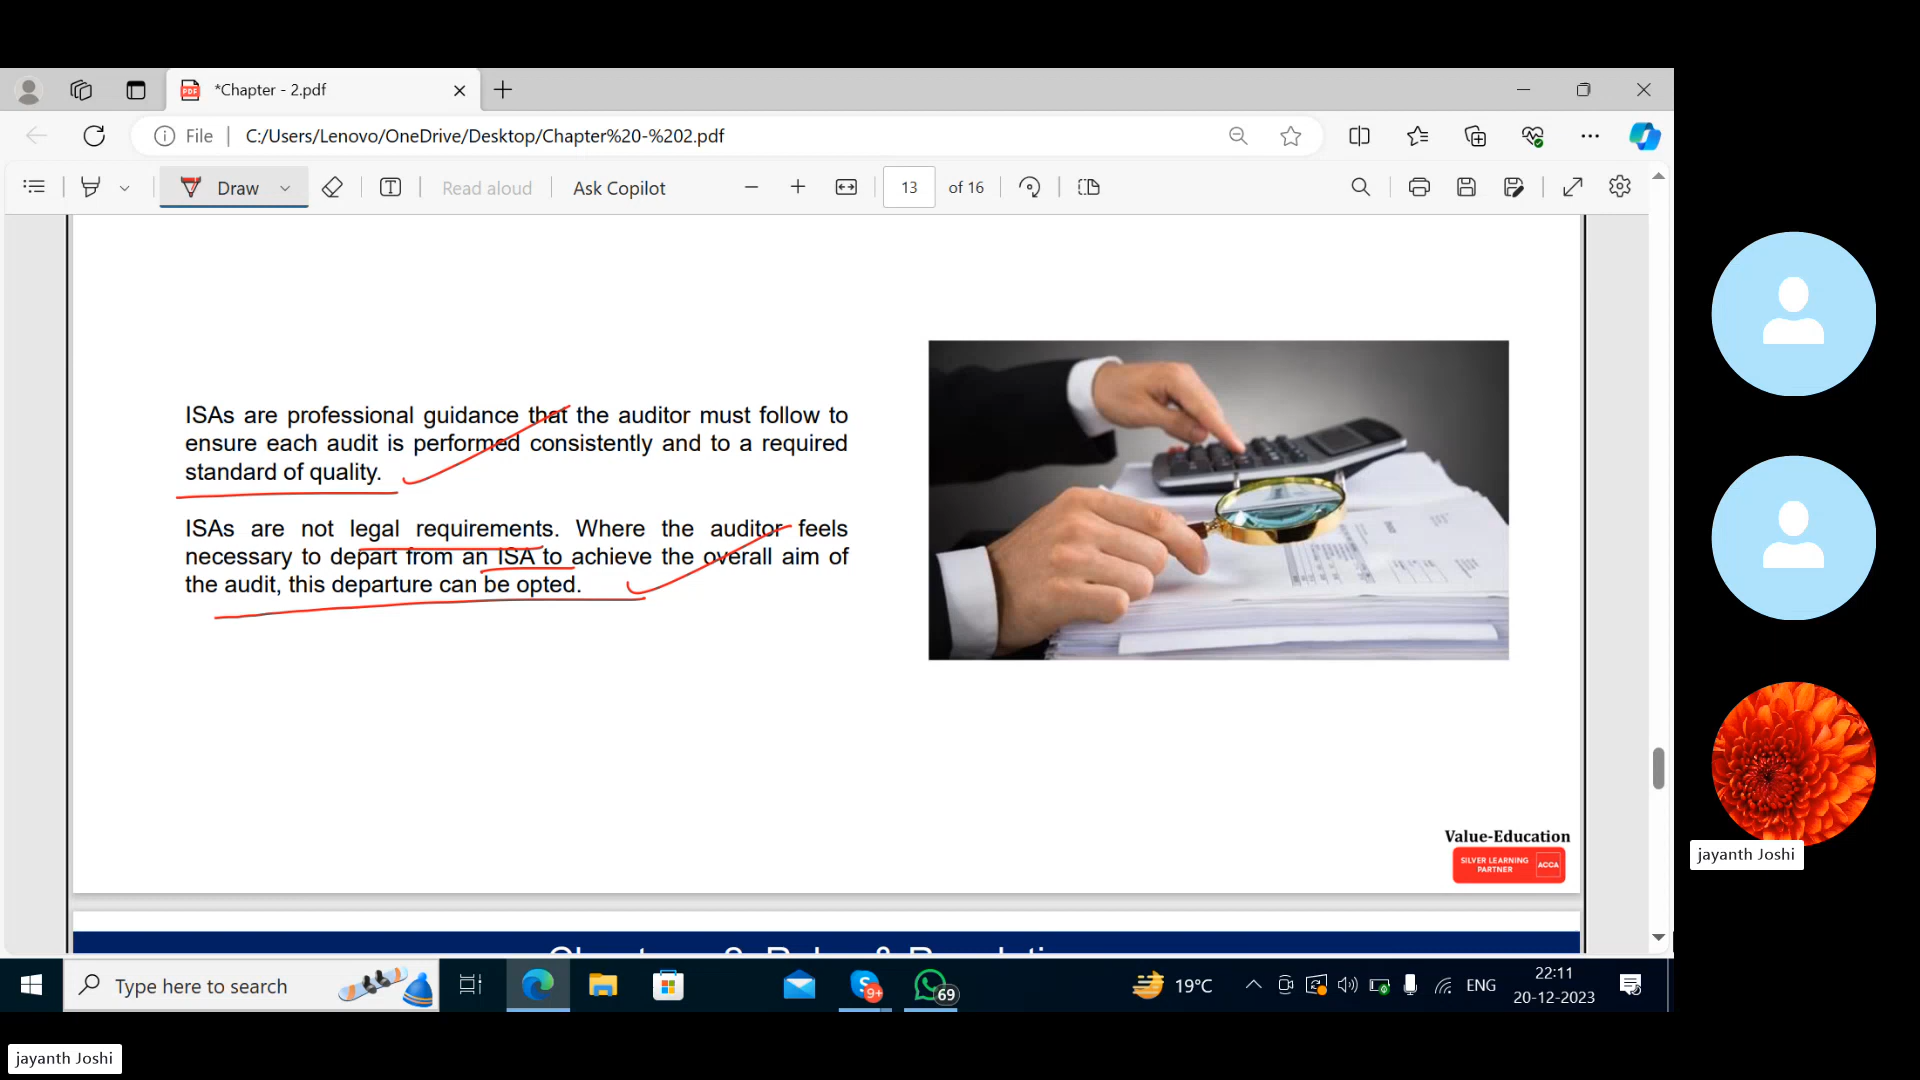 *Chapter - 2.pdf
File
C:/Users/Lenovo/OneDrive/Desktop/Chapter%20-%202.pdf
Draw
Read aloud
Ask Copilot
13
of 16
ISAs are professional guidance that the auditor must follow to
ensure each audit is performed consistently and to a required
standard of quality.
ISAs are not legal requirements. Where the auditor feels
necessary to depart from an ISA to achieve the overall aim of
the audit, this departure can be opted.
Value-Education
SILVER LEARNING
PARTNER
ACCA
jayanth Joshi
Type here to search
9+
69
19°C
ENG
22:11
20-12-2023
jayanth Joshi